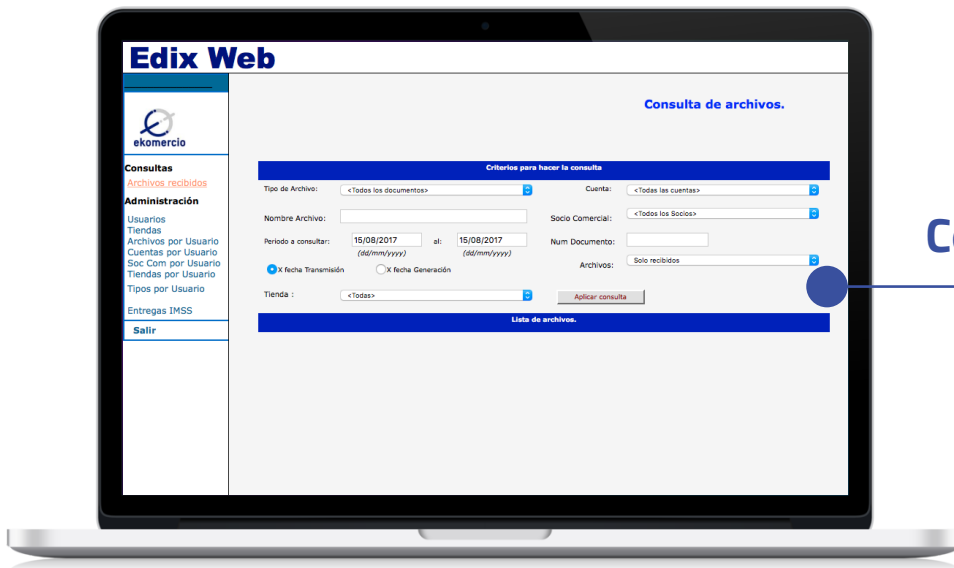 Edix Web
Consulta de archivos.
ekomercio
Consultas
Archivos recibidos
Administración
Usuarios
Tiendas
Archivos por Usuario
Cuentas por Usuario
Soc Com por Usuario
Tiendas por Usuario
Tipos por Usuario
Entregas IMSS
Salir
Criterios para hacer la consulta
Tipo de Archivo: <Todos los documentos> Cuenta: <Todas las cuentas>
Nombre Archivo: Socio Comercial: <Todos los Socios>
Periodo a consultar: 15/08/2017 al: 15/08/2017 Num Documento:
(dd/mm/yyyy) (dd/mm/yyyy)
X fecha Transmisión X fecha Generación Archivos: Solo recibidos
Tienda : <Todas> Aplicar consulta
Lista de archivos.